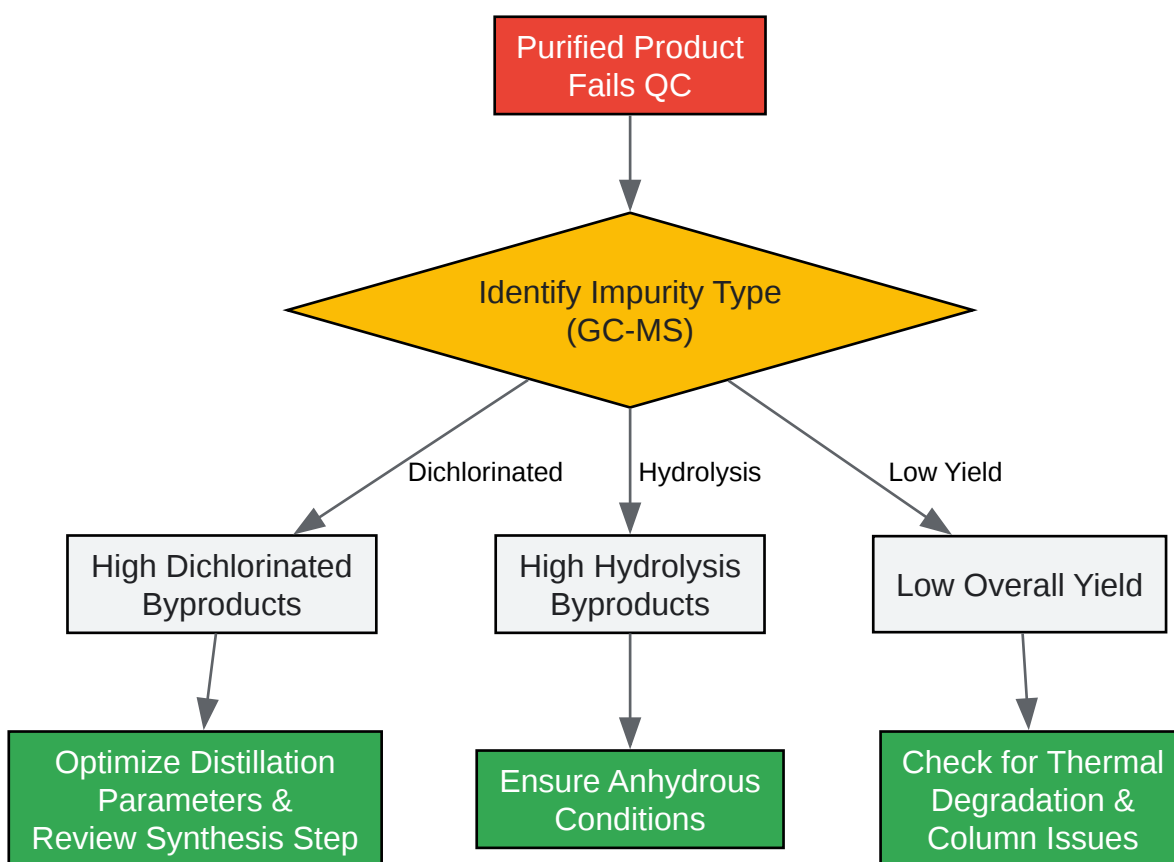 Purified Product
Fails QC
Identify Impurity Type
(GC-MS)
Dichlorinated
Hydrolysis
Low Yield
High Dichlorinated
Byproducts
High Hydrolysis
Byproducts
Low Overall Yield
Optimize Distillation
Parameters &
Review Synthesis Step
Ensure Anhydrous
Conditions
Check for Thermal
Degradation &
Column Issues